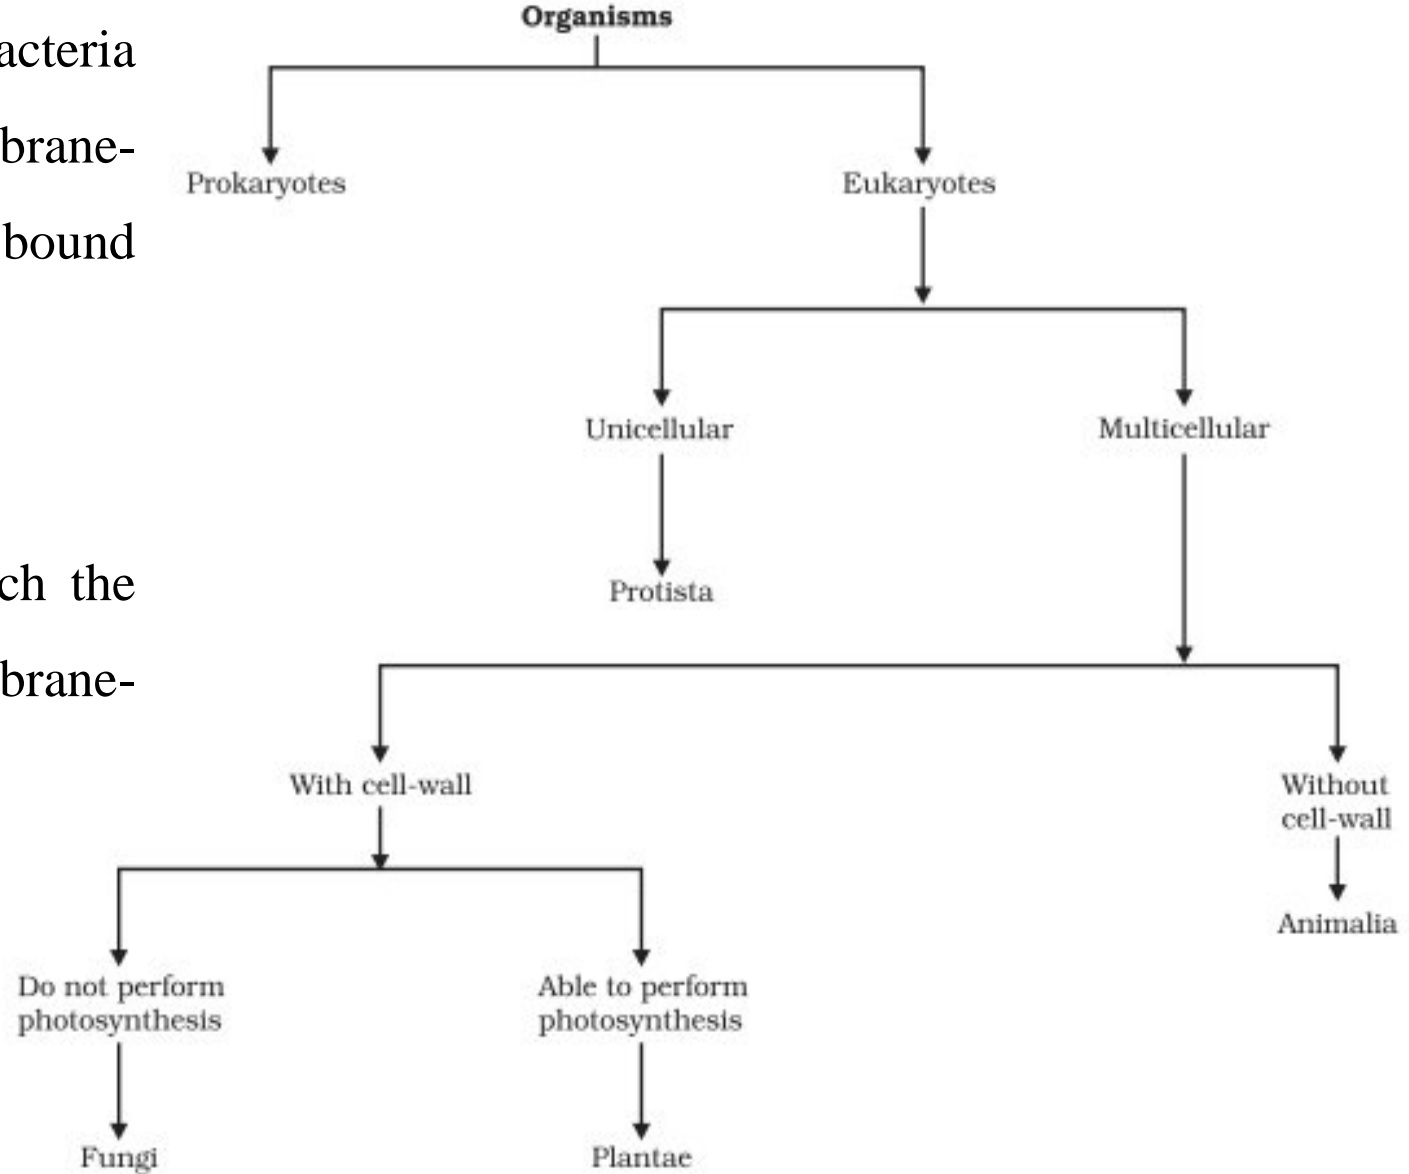 acteria
brane-
bound
ch the
brane-
Organisms
Prokaryotes
Eukaryotes
Unicellular
Multicellular
Protista
With cell-wall
Without
cell-wall
Animalia
Do not perform
photosynthesis
Able to perform
photosynthesis
Fungi
Plantae